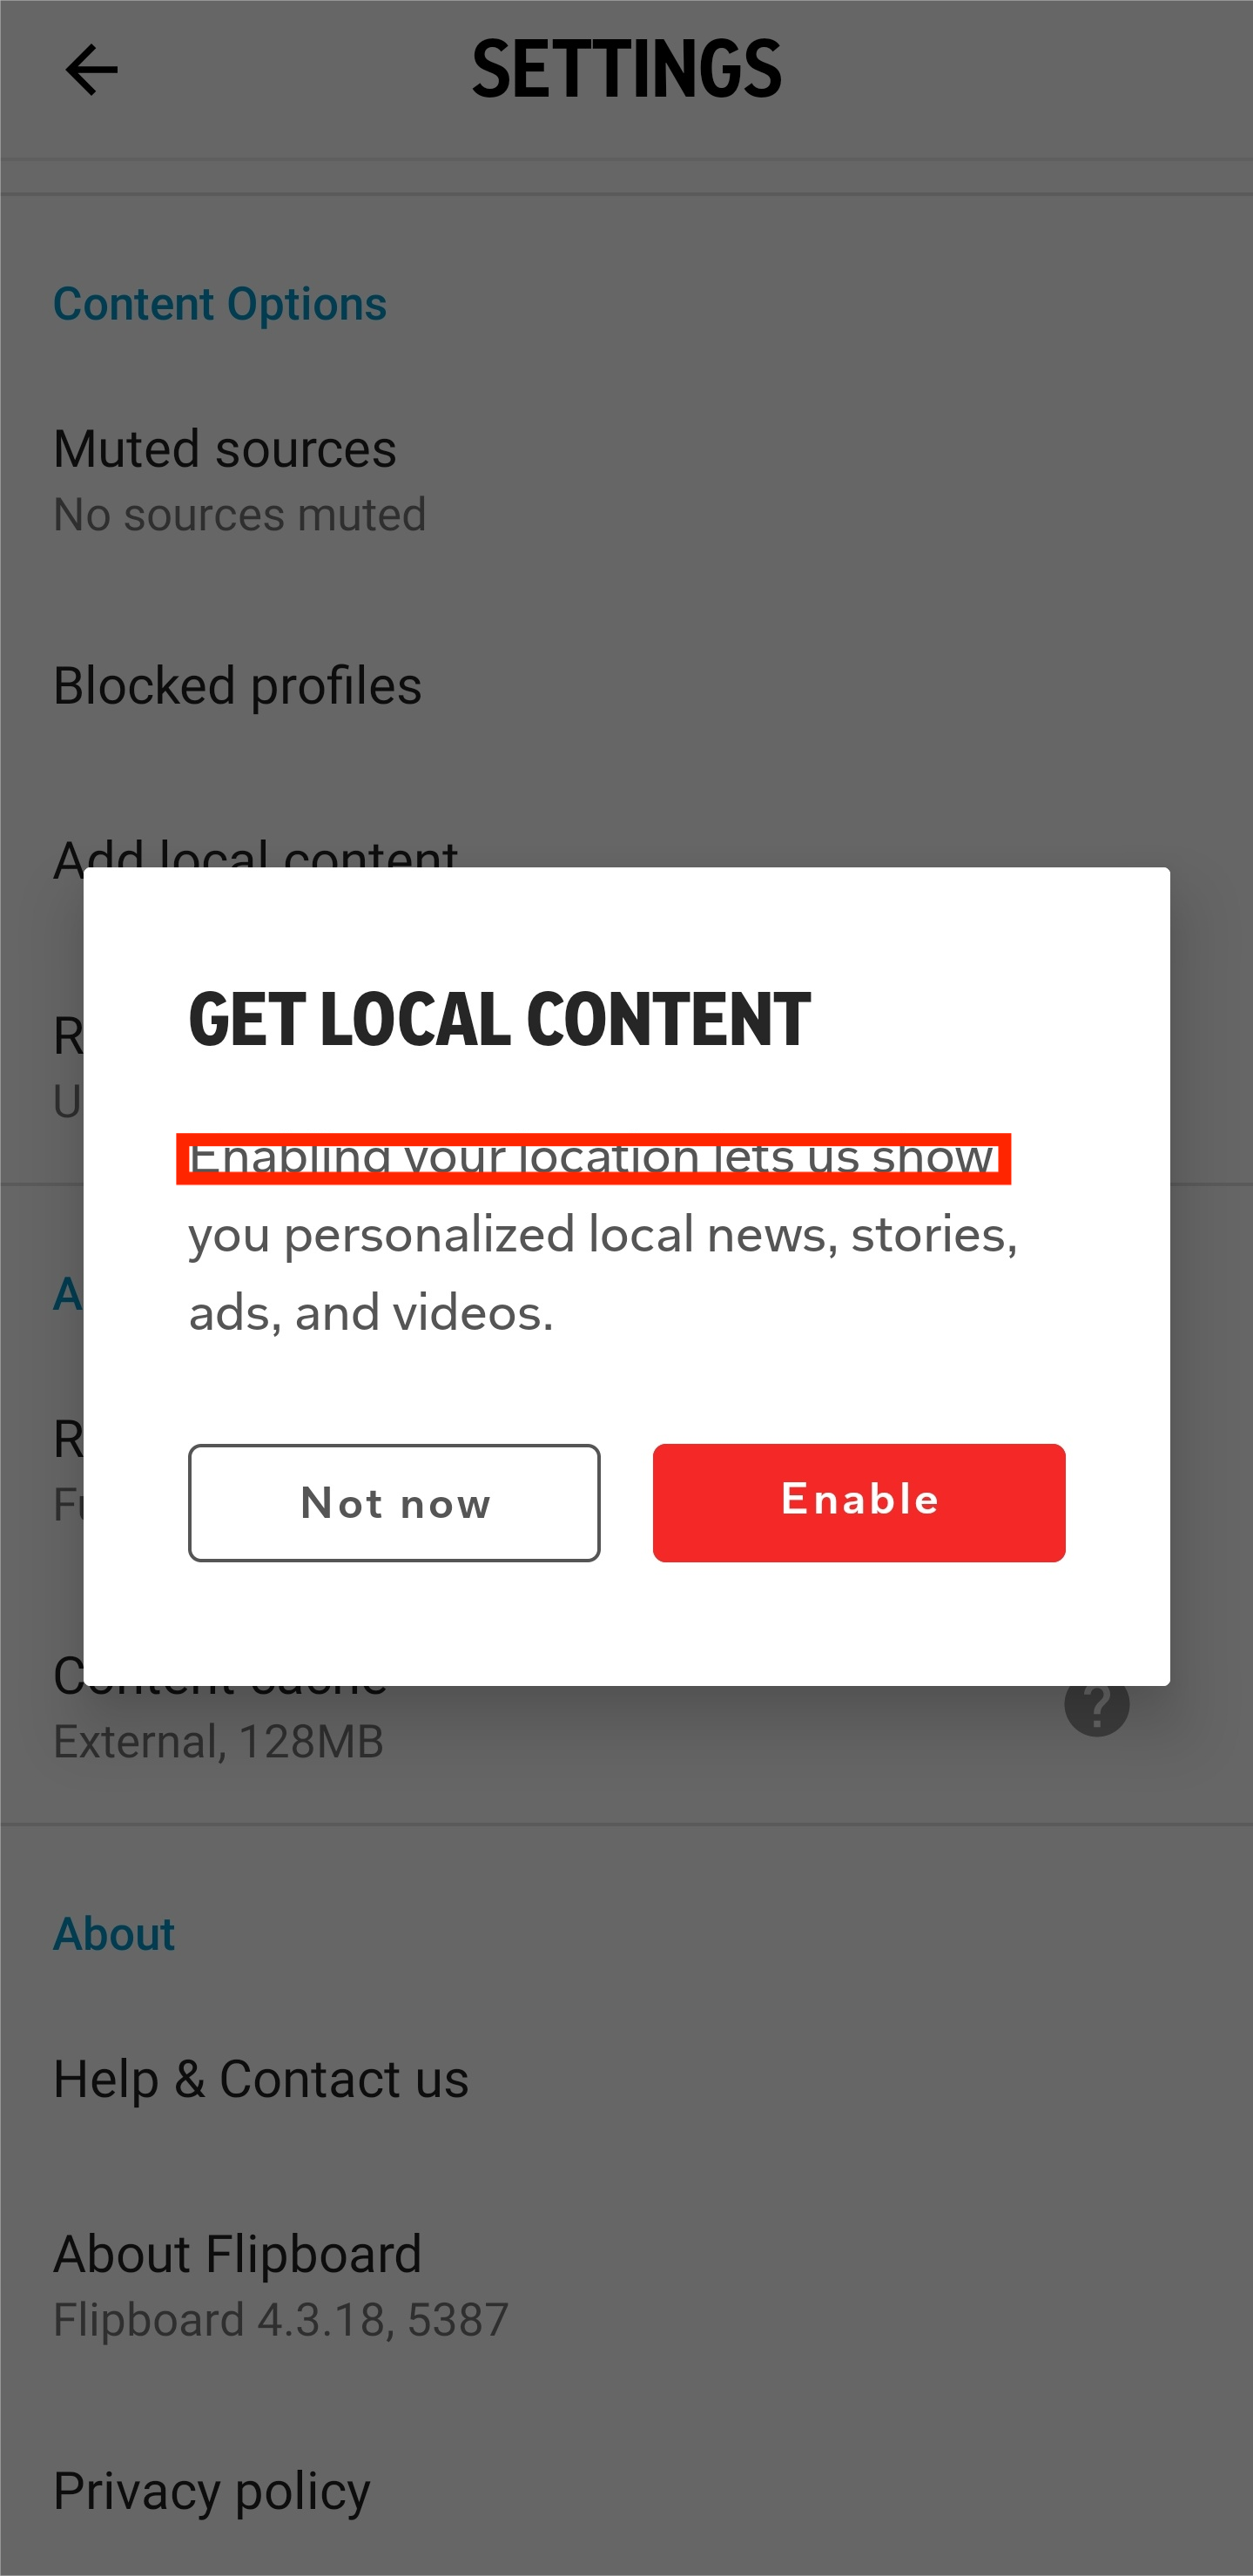 SETTINGS
Content Options
Muted sources
No sources muted
Blocked profiles
Add local content
GET LOCAL CONTENT
Enabling your location lets us show
you personalized local news, stories,
ads, and videos.
Not now
Enable
Content cache
External, 128MB
?
About
Help & Contact us
About Flipboard
Flipboard 4.3.18, 5387
Privacy policy